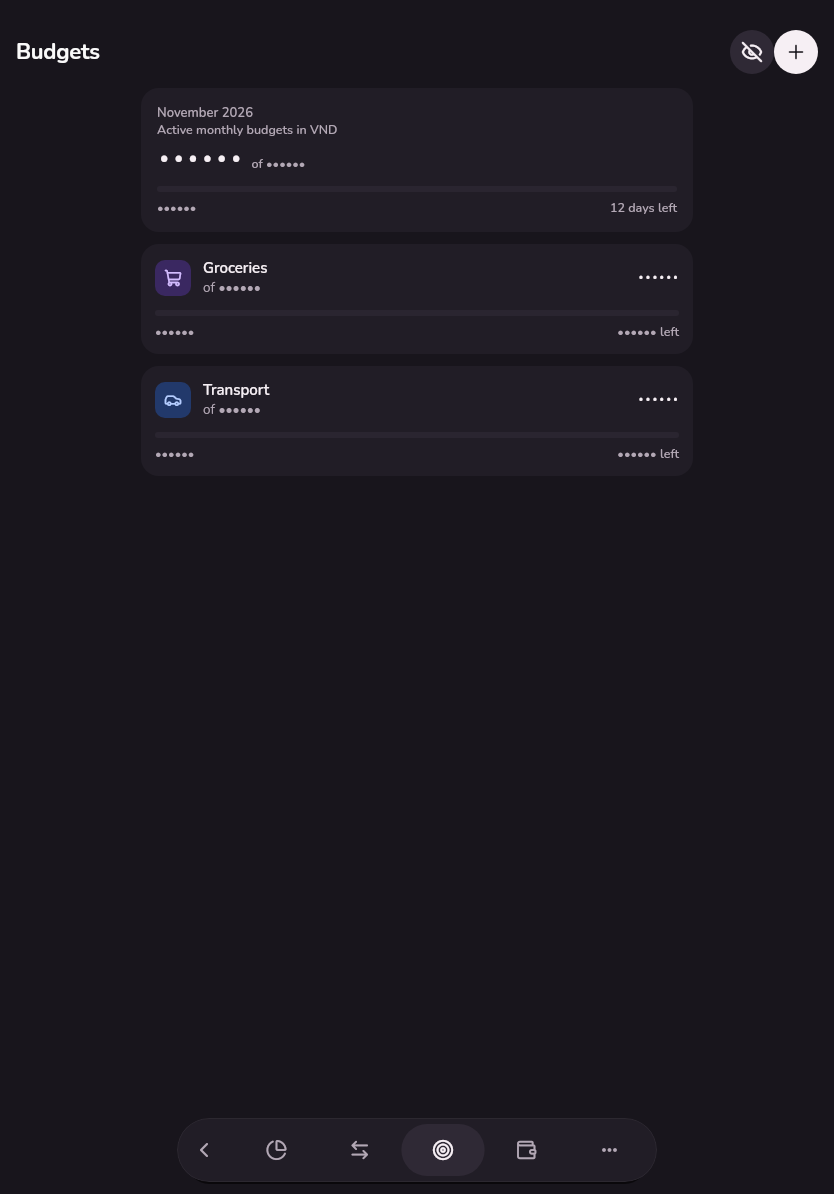 Budgets
November 2026
Active monthly budgets in VND
•••••• of ••••••
•••••• 12 days left
Groceries
of ••••••
••••••
•••••• •••••• left
Transport
of ••••••
••••••
•••••• •••••• left